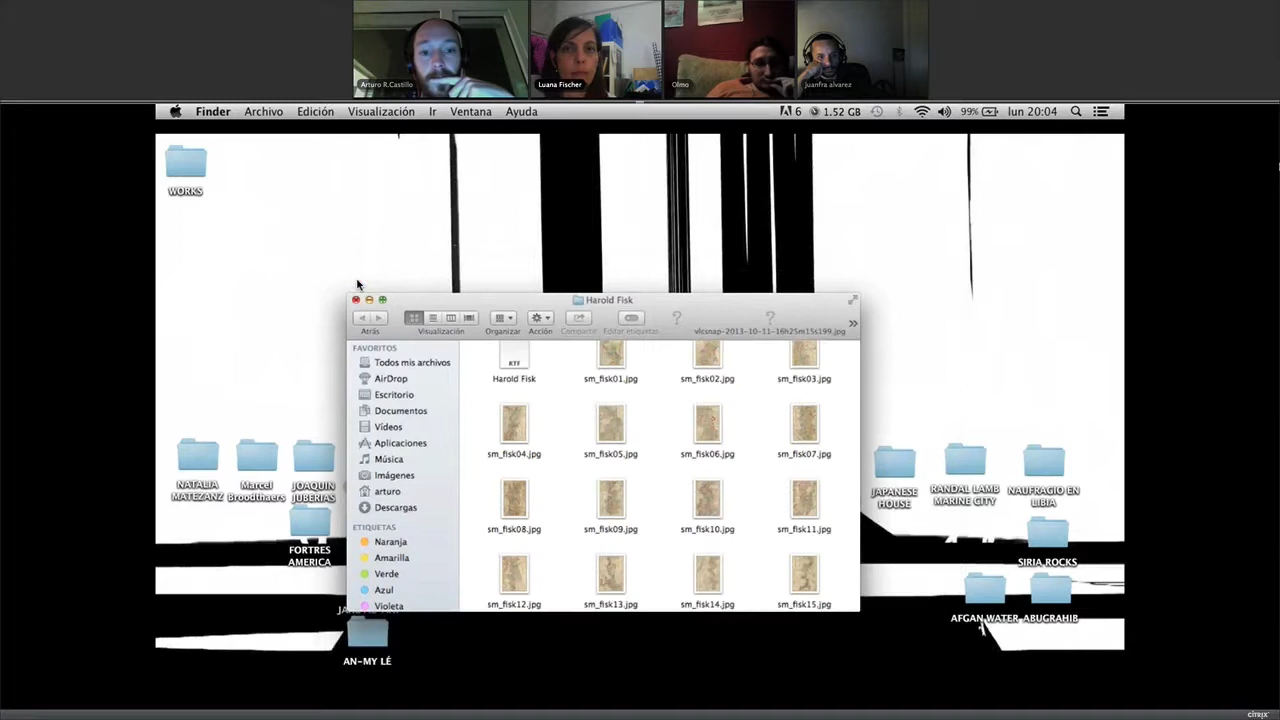 Arturo R.Castillo
Luana Fischer
Olmo
Juanfra alvarez
Finder Archivo Edición Visualización Ir Ventana Ayuda 6 1.52 GB 99% lun 20:04
WORKS
Harold Fisk
Atrás Visualización Organizar Acción Compartir Editar etiquetas vlcsnap-2013-10-11-16h25m15s199.jpg
FAVORITOS
Todos mis archivos
AirDrop
Escritorio
Documentos
Vídeos
Aplicaciones
Música
Imágenes
arturo
Descargas
ETIQUETAS
Naranja
Amarilla
Verde
Azul
Violeta
RTF
Harold Fisk sm_fisk01.jpg sm_fisk02.jpg sm_fisk03.jpg
sm_fisk04.jpg sm_fisk05.jpg sm_fisk06.jpg sm_fisk07.jpg
sm_fisk08.jpg sm_fisk09.jpg sm_fisk10.jpg sm_fisk11.jpg
sm_fisk12.jpg sm_fisk13.jpg sm_fisk14.jpg sm_fisk15.jpg
NATALIA
MATEZANZ
Marcel
Broodthaers
JOAQUIN
JUBERIAS
FORTRES
AMERICA
AN-MY LÉ
JAPANESE
HOUSE
RANDAL LAMB
MARINE CITY
NAUFRAGIO EN
LIBIA
SIRIA ROCKS
AFGAN WATER
ABUGRAHIB
CITRIX